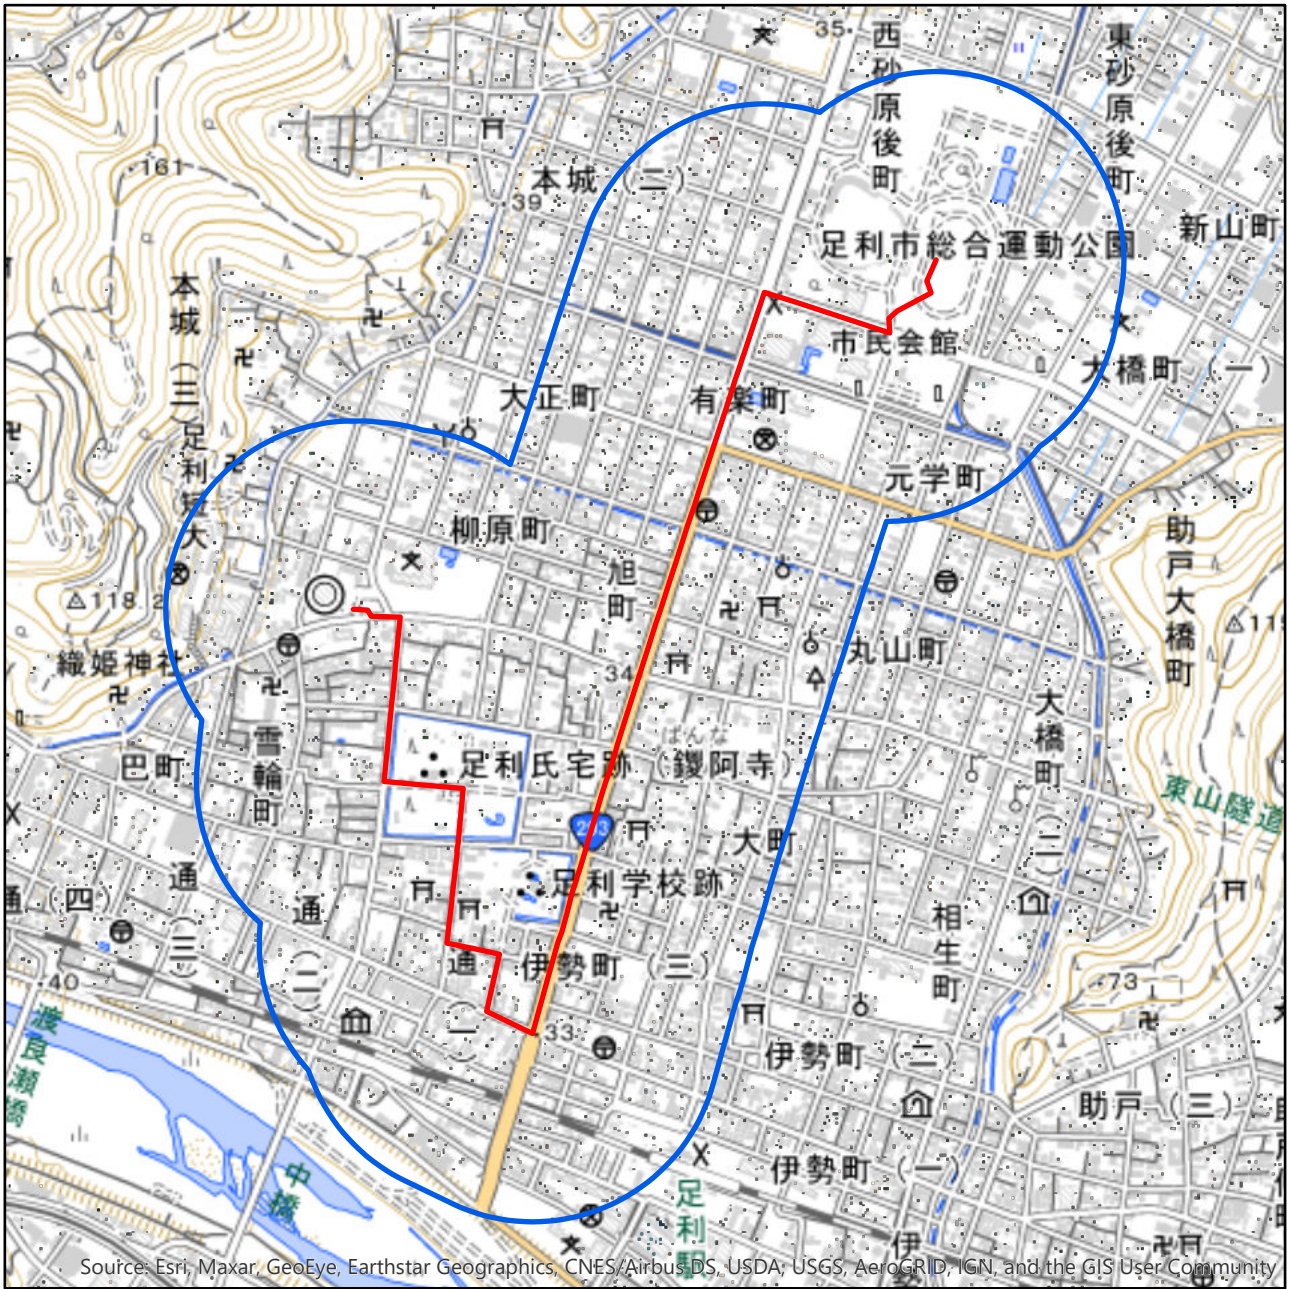 35
西砂原後町
東砂原後町
161
本城（二）
39
足利市総合運動公園
新山町
本城（三）
市民会館
大橋町（一）
大正町
有楽町
足利短大
元学町
柳原町
助戸大橋町
旭町
118.2
織姫神社
丸山町
34
大橋町（二）
ばんな
足利氏宅跡（鑁阿寺）
雪輪町
巴町
東山隧道
293
大町
足利学校跡
通（四）
通（三）
通（二）
相生町
通（一）
伊勢町（三）
73
40
33
渡良瀬橋
伊勢町（二）
助戸（三）
中橋
伊勢町（一）
足利駅
Source: Esri, Maxar, GeoEye, Earthstar Geographics, CNES/Airbus DS, USDA, USGS, AeroGRID, IGN, and the GIS User Community